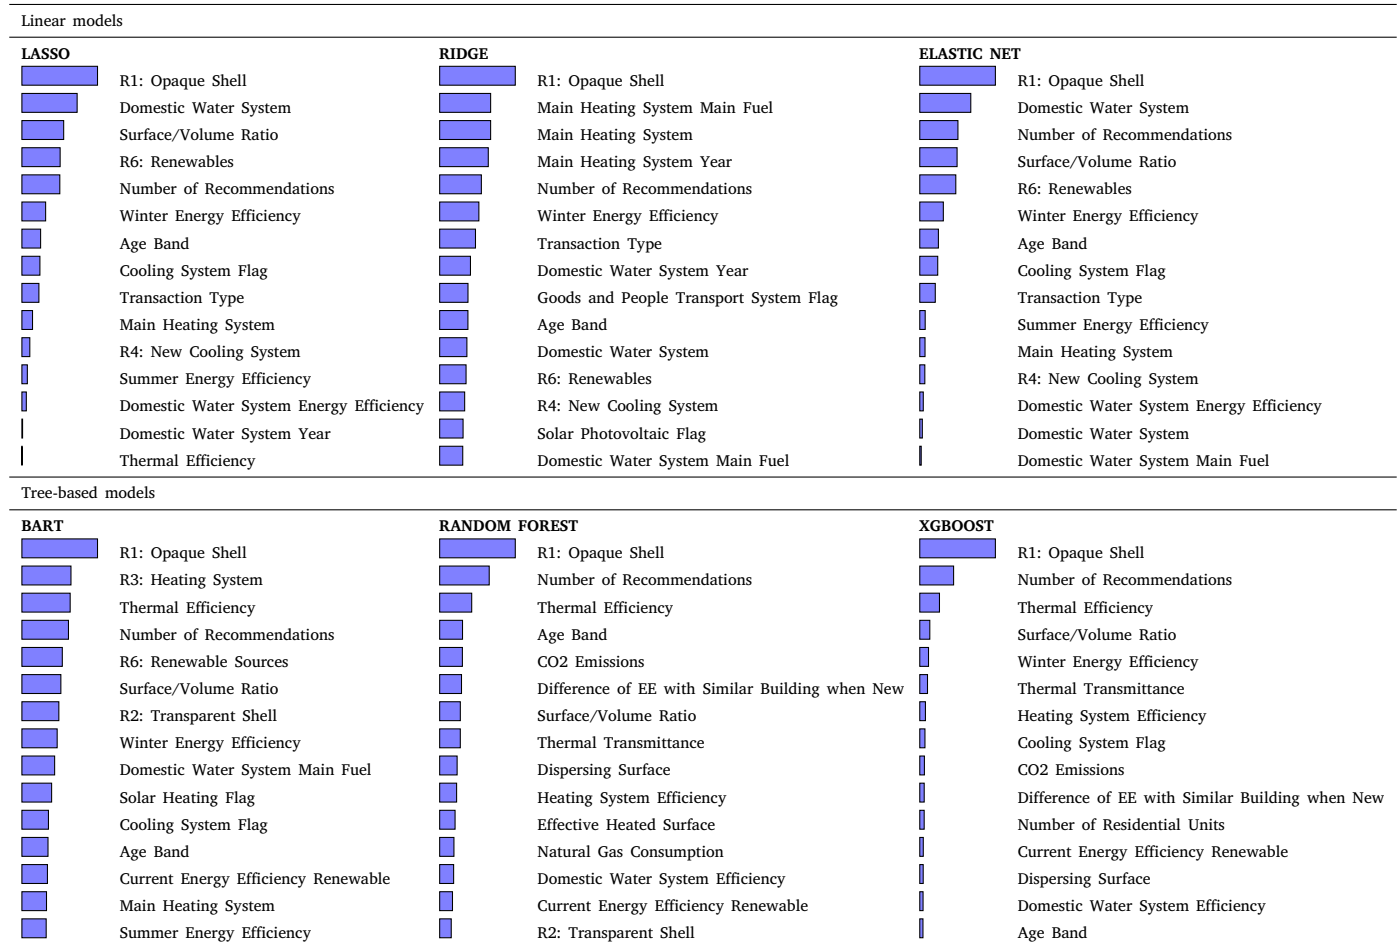 Linear models
LASSO
R1: Opaque Shell
Domestic Water System
Surface/Volume Ratio
R6: Renewables
Number of Recommendations
Winter Energy Efficiency
Age Band
Cooling System Flag
Transaction Type
Main Heating System
R4: New Cooling System
Summer Energy Efficiency
Domestic Water System Energy Efficiency
Domestic Water System Year
Thermal Efficiency
RIDGE
R1: Opaque Shell
Main Heating System Main Fuel
Main Heating System
Main Heating System Year
Number of Recommendations
Winter Energy Efficiency
Transaction Type
Domestic Water System Year
Goods and People Transport System Flag
Age Band
Domestic Water System
R6: Renewables
R4: New Cooling System
Solar Photovoltaic Flag
Domestic Water System Main Fuel
ELASTIC NET
R1: Opaque Shell
Domestic Water System
Number of Recommendations
Surface/Volume Ratio
R6: Renewables
Winter Energy Efficiency
Age Band
Cooling System Flag
Transaction Type
Summer Energy Efficiency
Main Heating System
R4: New Cooling System
Domestic Water System Energy Efficiency
Domestic Water System
Domestic Water System Main Fuel
Tree-based models
BART
R1: Opaque Shell
R3: Heating System
Thermal Efficiency
Number of Recommendations
R6: Renewable Sources
Surface/Volume Ratio
R2: Transparent Shell
Winter Energy Efficiency
Domestic Water System Main Fuel
Solar Heating Flag
Cooling System Flag
Age Band
Current Energy Efficiency Renewable
Main Heating System
Summer Energy Efficiency
RANDOM FOREST
R1: Opaque Shell
Number of Recommendations
Thermal Efficiency
Age Band
CO2 Emissions
Difference of EE with Similar Building when New
Surface/Volume Ratio
Thermal Transmittance
Dispersing Surface
Heating System Efficiency
Effective Heated Surface
Natural Gas Consumption
Domestic Water System Efficiency
Current Energy Efficiency Renewable
R2: Transparent Shell
XGBOOST
R1: Opaque Shell
Number of Recommendations
Thermal Efficiency
Surface/Volume Ratio
Winter Energy Efficiency
Thermal Transmittance
Heating System Efficiency
Cooling System Flag
CO2 Emissions
Difference of EE with Similar Building when New
Number of Residential Units
Current Energy Efficiency Renewable
Dispersing Surface
Domestic Water System Efficiency
Age Band